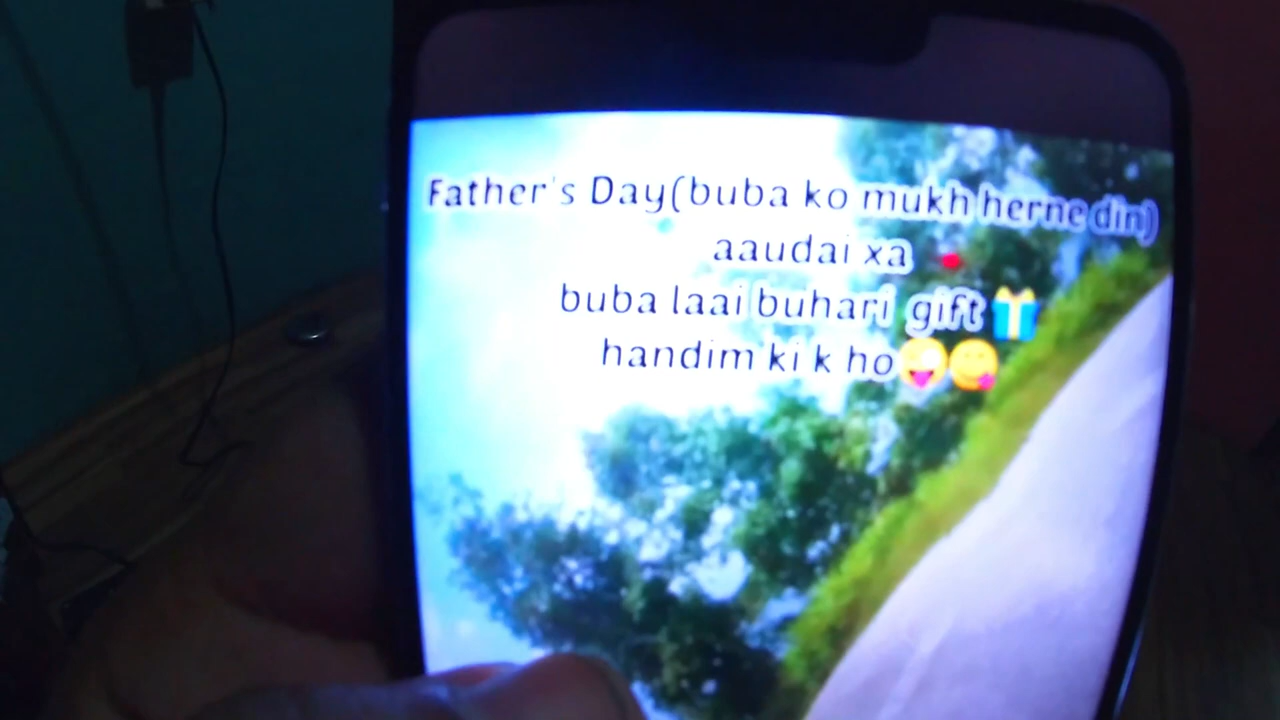 Father's Day(buba ko mukh herne din)
aaudai xa
buba laai buhari gift 🎁
handim ki k ho😜😋